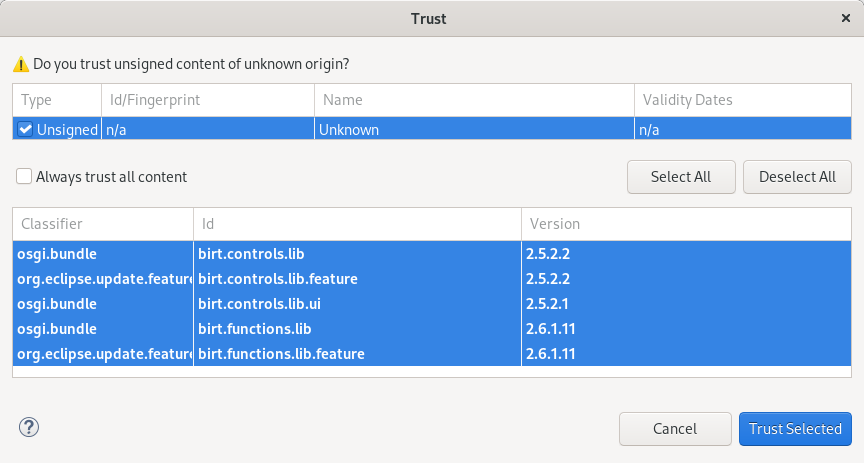 Trust
Do you trust unsigned content of unknown origin?
Type Id/Fingerprint Name Validity Dates
Unsigned n/a Unknown n/a
Always trust all content Select All Deselect All
Classifier Id Version
osgi.bundle birt.controls.lib 2.5.2.2
org.eclipse.update.feature birt.controls.lib.feature 2.5.2.2
osgi.bundle birt.controls.lib.ui 2.5.2.1
osgi.bundle birt.functions.lib 2.6.1.11
org.eclipse.update.feature birt.functions.lib.feature 2.6.1.11
Cancel Trust Selected